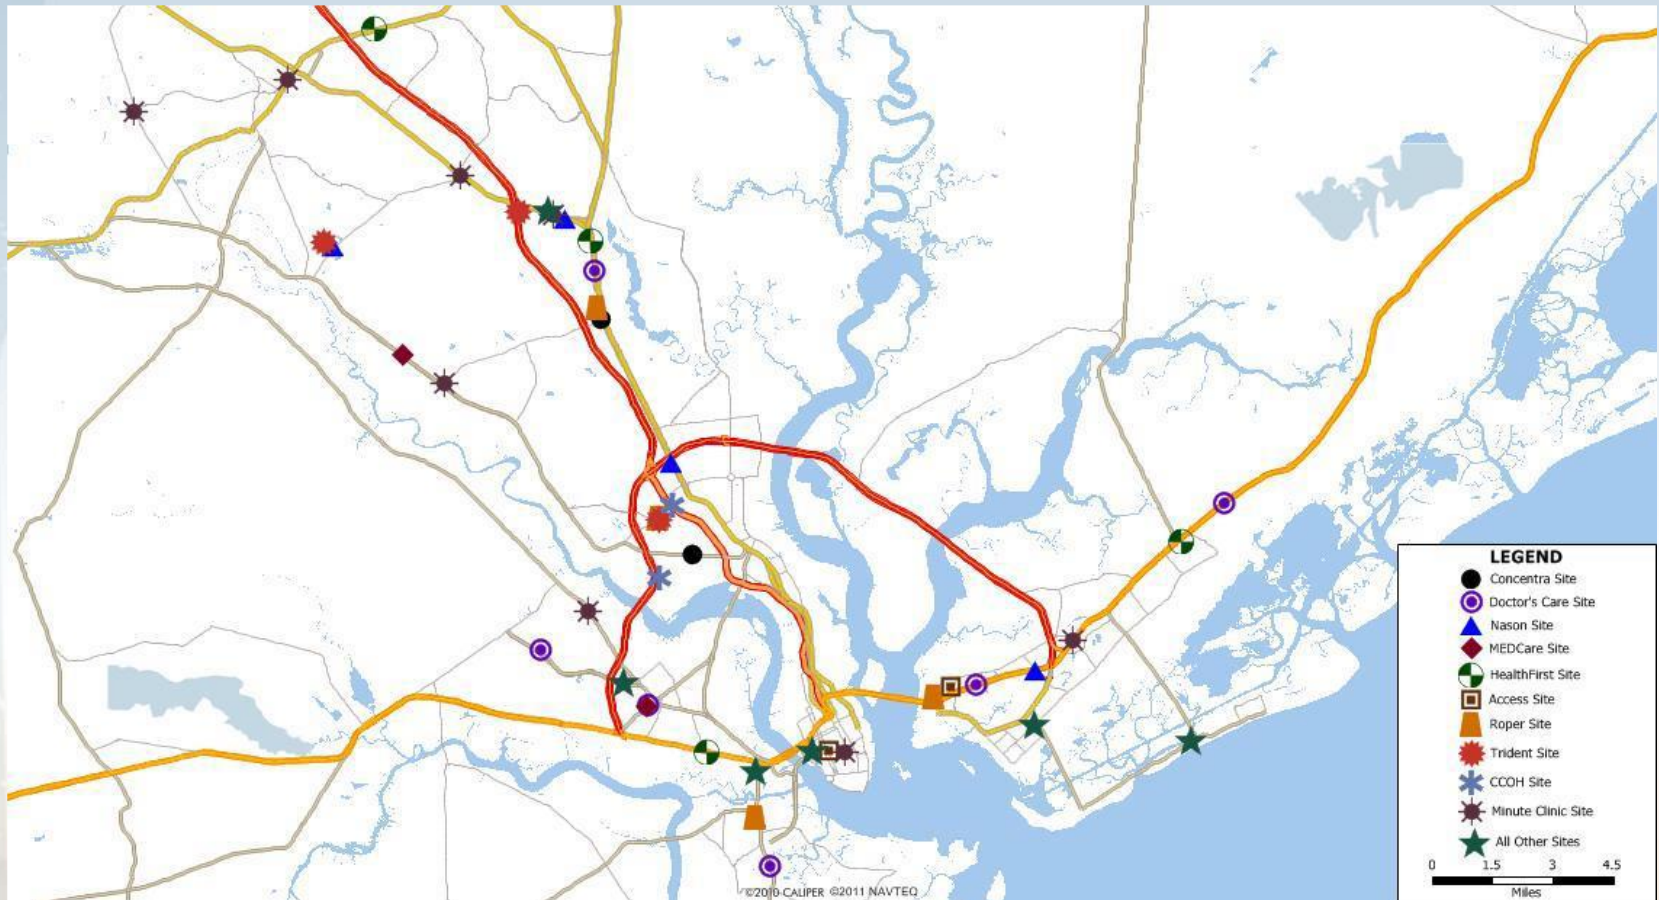 LEGEND
Concentra Site
Doctor's Care Site
Nason Site
MEDCare Site
HealthFirst Site
Access Site
Roper Site
Trident Site
CCOH Site
Minute Clinic Site
All Other Sites
0 1.5 3 4.5
Miles
©2010 CALIPER ©2011 NAVTEQ